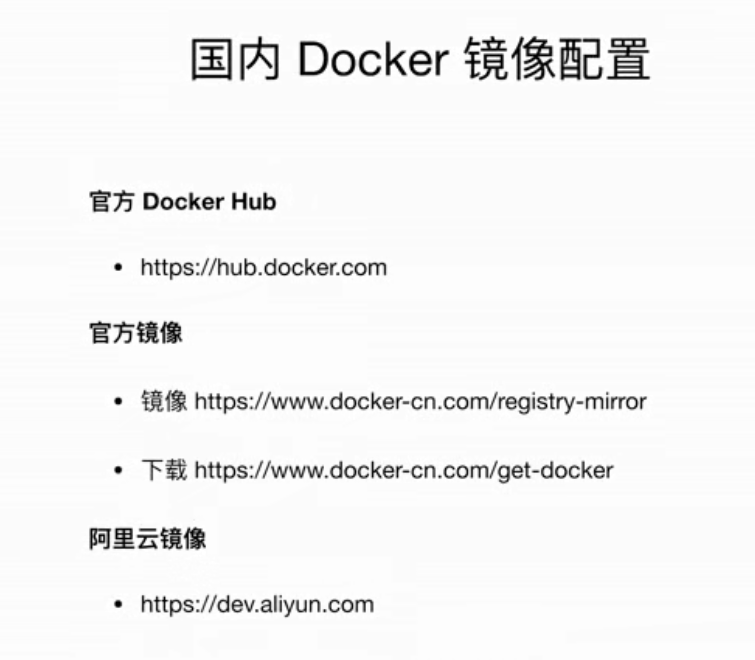 国内 Docker 镜像配置
官方 Docker Hub
• https://hub.docker.com
官方镜像
• 镜像 https://www.docker-cn.com/registry-mirror
• 下载 https://www.docker-cn.com/get-docker
阿里云镜像
• https://dev.aliyun.com